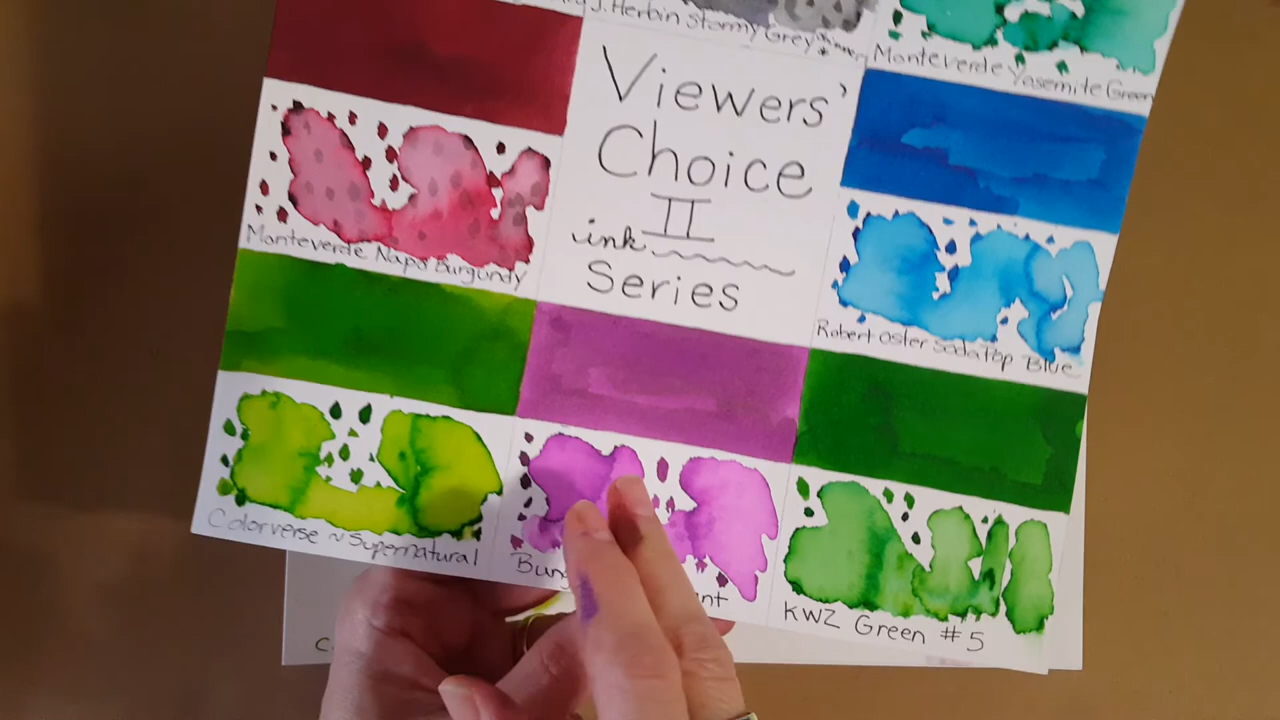 J. Herbin Stormy Grey
Monteverde Yosemite Green
Viewers'
Choice
II
ink
Series
Monteverde Napa Burgundy
Robert Oster Soda Pop Blue
Colorverse ~ Supernatural
KWZ Green #5